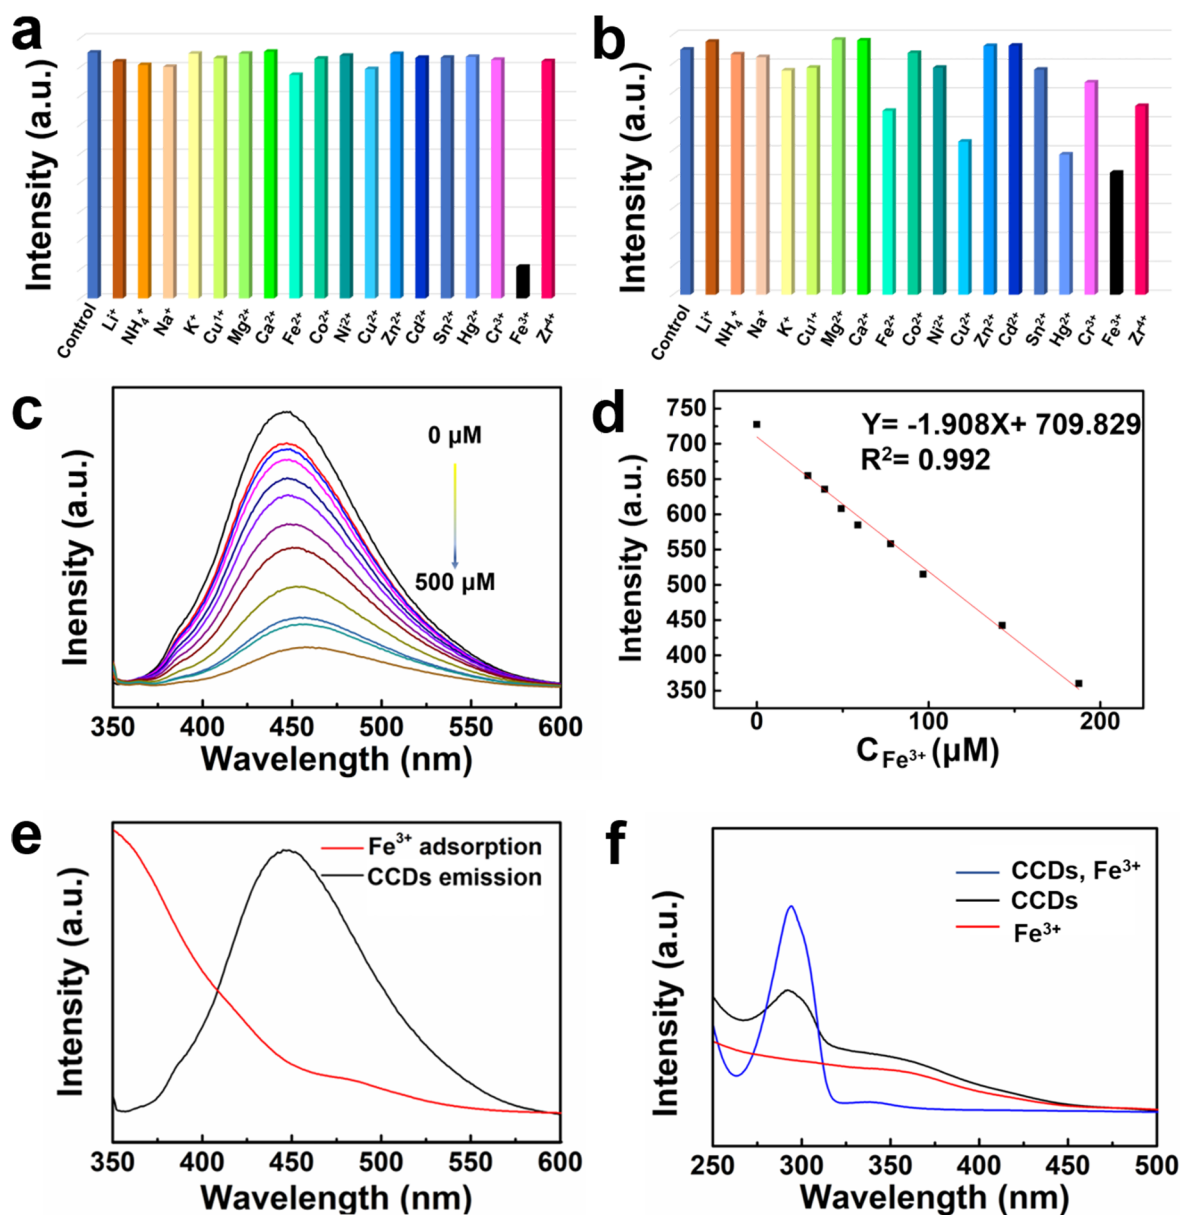 a
Intensity (a.u.)
Control Li⁺ NH₄⁺ Na⁺ K⁺ Cu¹⁺ Mg²⁺ Ca²⁺ Fe²⁺ Co²⁺ Ni²⁺ Cu²⁺ Zn²⁺ Cd²⁺ Sn²⁺ Hg²⁺ Cr³⁺ Fe³⁺ Zr⁴⁺
b
Intensity (a.u.)
Control Li⁺ NH₄⁺ Na⁺ K⁺ Cu¹⁺ Mg²⁺ Ca²⁺ Fe²⁺ Co²⁺ Ni²⁺ Cu²⁺ Zn²⁺ Cd²⁺ Sn²⁺ Hg²⁺ Cr³⁺ Fe³⁺ Zr⁴⁺
c
Inensity (a.u.)
0 μM
500 μM
350 400 450 500 550 600
Wavelength (nm)
d
Intensity (a.u.)
750
700
650
600
550
500
450
400
350
Y= -1.908X+ 709.829
R²= 0.992
0 100 200
C Fe³⁺ (μM)
e
Intensity (a.u.)
Fe³⁺ adsorption
CCDs emission
350 400 450 500 550 600
Wavelength (nm)
f
Intensity (a.u.)
CCDs, Fe³⁺
CCDs
Fe³⁺
250 300 350 400 450 500
Wavelength (nm)